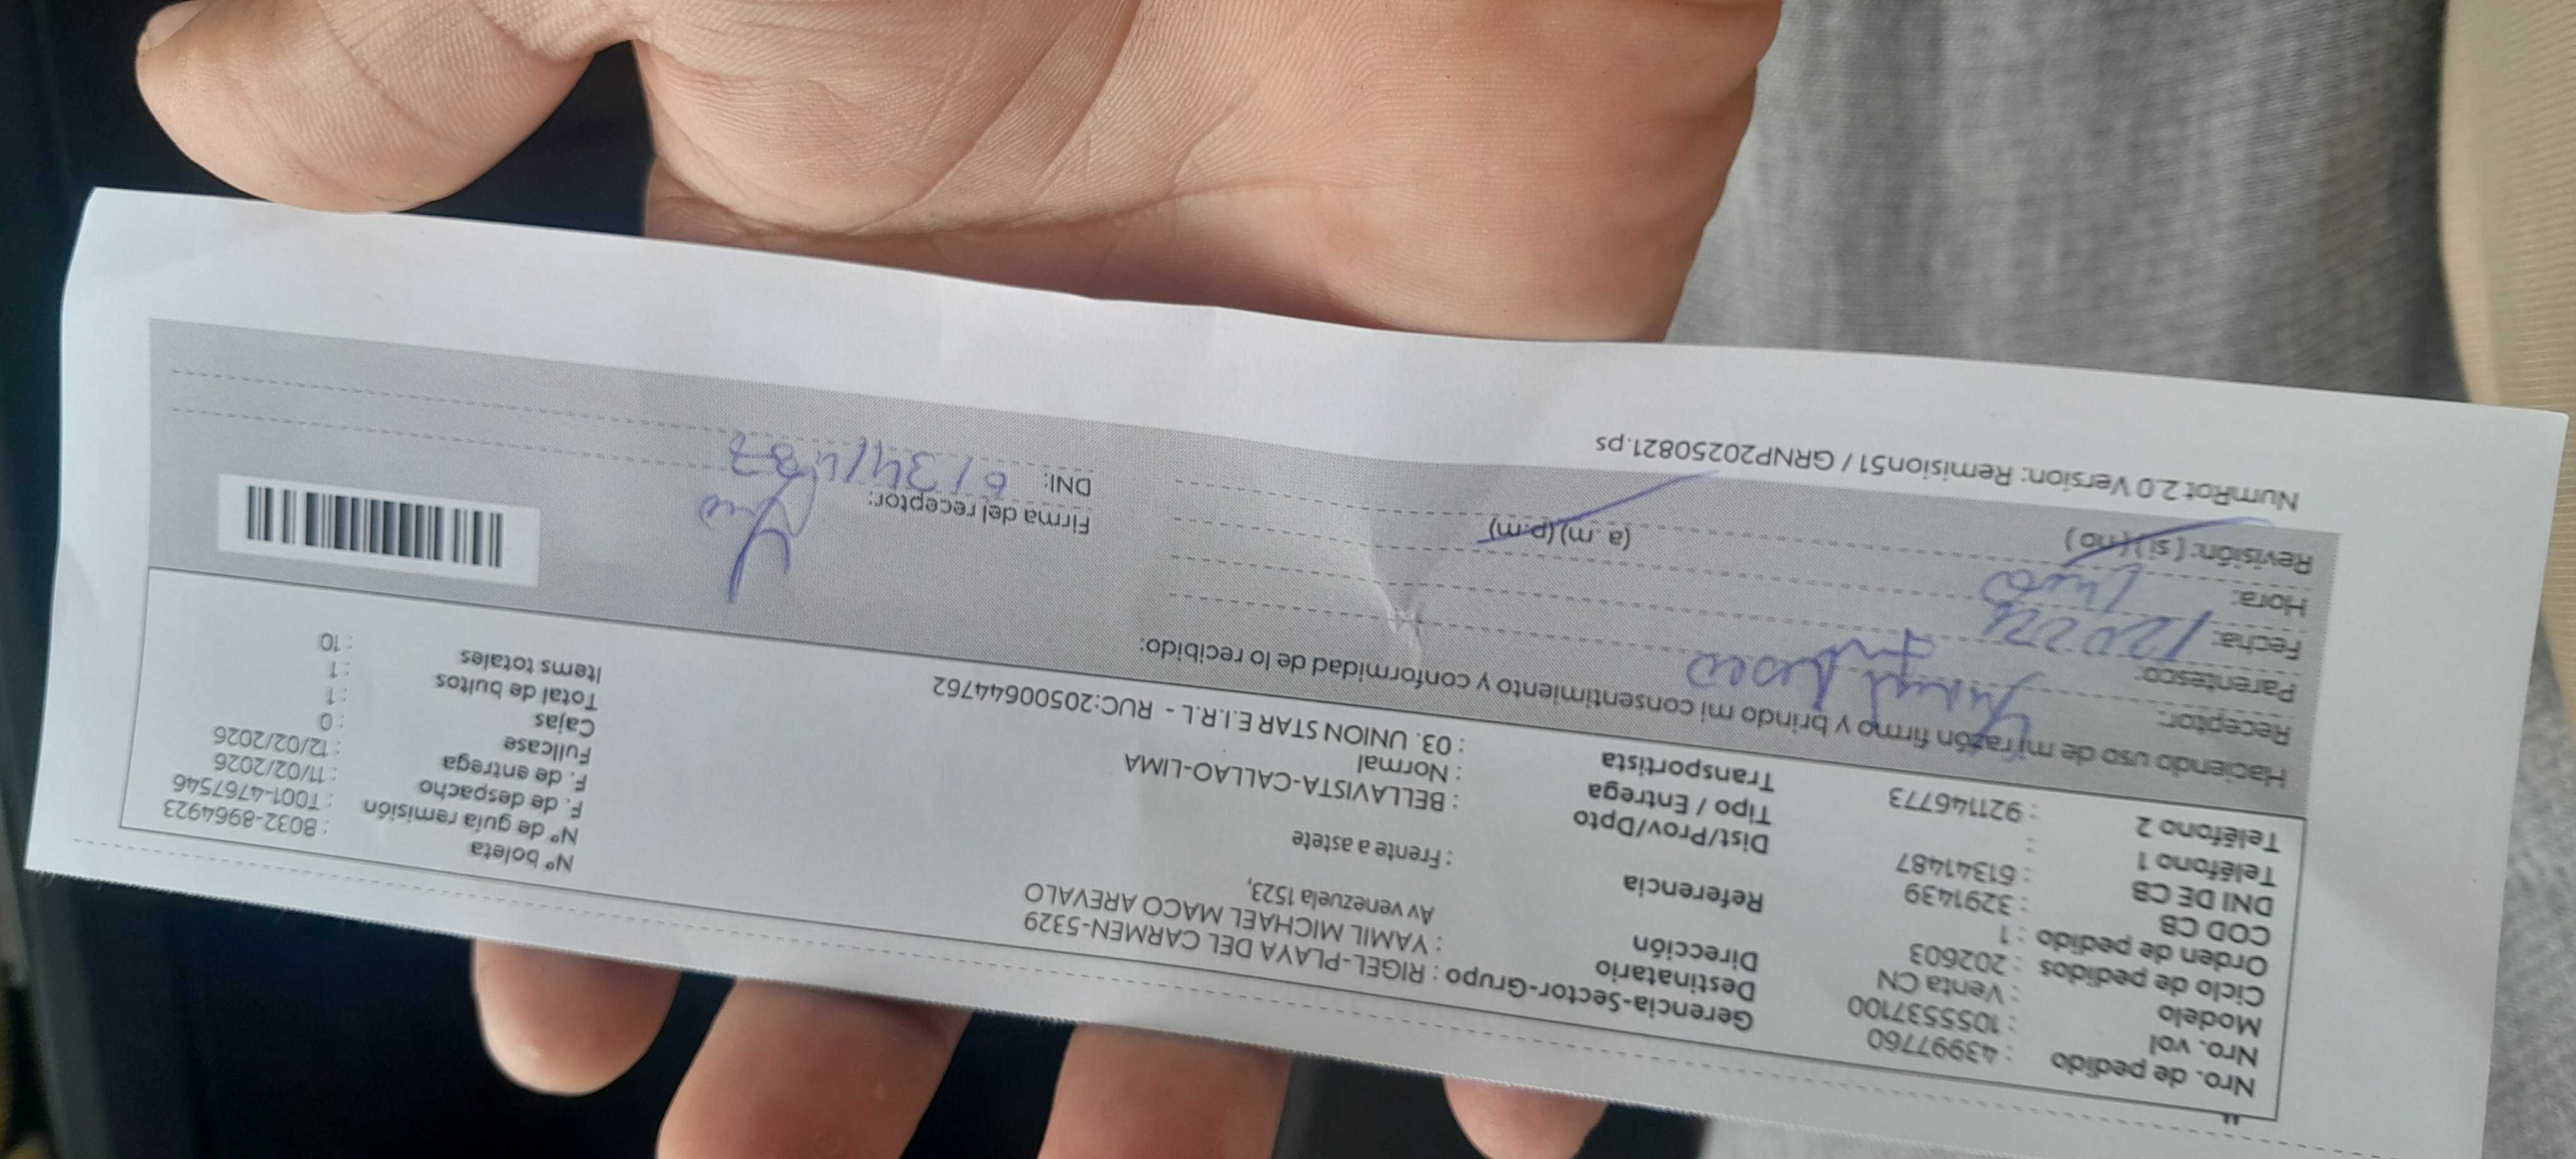 Nro. de pedido : 43997760
Nro. vol : 1055537100
Modelo : Venta CN
Ciclo de pedidos : 202603
Orden de pedido : 1
COD CB : 3291439
DNI DE CB : 61341487
Teléfono 1 :
Teléfono 2 : 921146773
Gerencia-Sector-Grupo : RIGEL-PLAYA DEL CARMEN-5329
Destinatario : YAMIL MICHAEL MACO AREVALO
Dirección Av venezuela 1523,
Referencia : Frente a astete
Dist/Prov/Dpto : BELLAVISTA-CALLAO-LIMA
Tipo / Entrega : Normal
Transportista : 03. UNION STAR E.I.R.L - RUC:20500644762
N° boleta : B032-8964923
N° de guía remisión : T001-4767546
F. de despacho : 11/02/2026
F. de entrega : 12/02/2026
Fullcase : 0
Cajas : 1
Total de bultos : 1
Items totales : 10
Haciendo uso de mi razón firmo y brindo mi consentimiento y conformidad de lo recibido:
Receptor:
Parentesco:
Fecha:
Hora: (a.m)(p.m)
Revisión: (si)(no)
Firma del receptor:
DNI: 61341487
NumRot 2.0 Version: Remision51 / GRNP20250821.ps